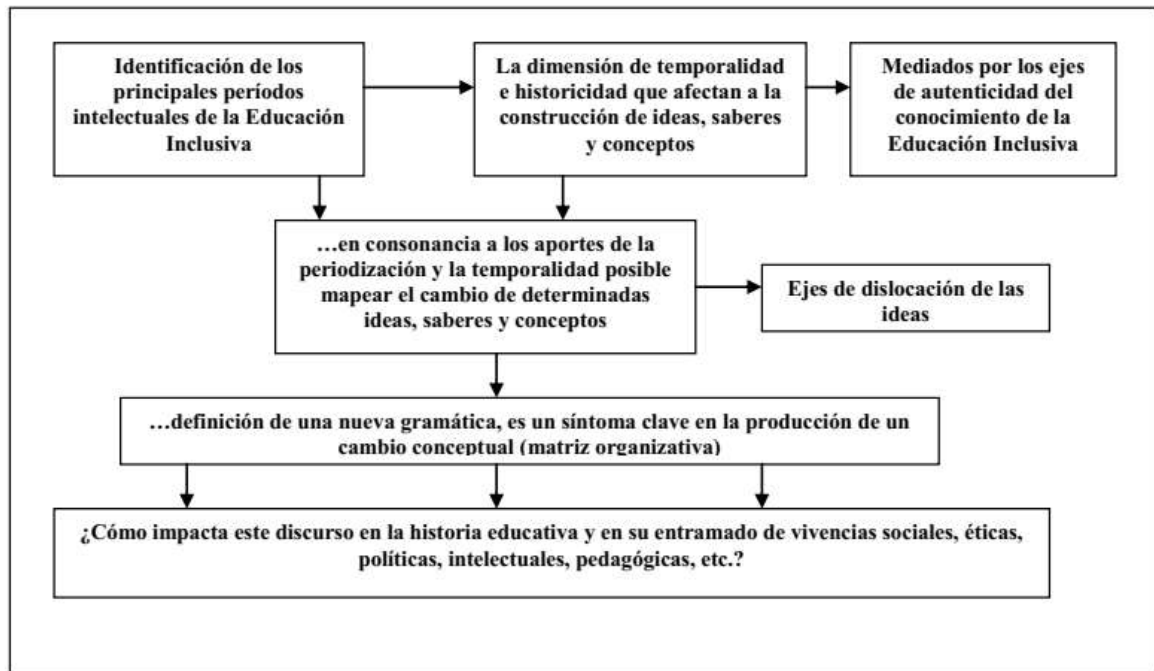 Identificación de los
principales períodos
intelectuales de la Educación
Inclusiva
La dimensión de temporalidad
e historicidad que afectan a la
construcción de ideas, saberes
y conceptos
Mediados por los ejes
de autenticidad del
conocimiento de la
Educación Inclusiva
…en consonancia a los aportes de la
periodización y la temporalidad posible
mapear el cambio de determinadas
ideas, saberes y conceptos
Ejes de dislocación de las
ideas
…definición de una nueva gramática, es un síntoma clave en la producción de un
cambio conceptual (matriz organizativa)
¿Cómo impacta este discurso en la historia educativa y en su entramado de vivencias sociales, éticas,
políticas, intelectuales, pedagógicas, etc.?